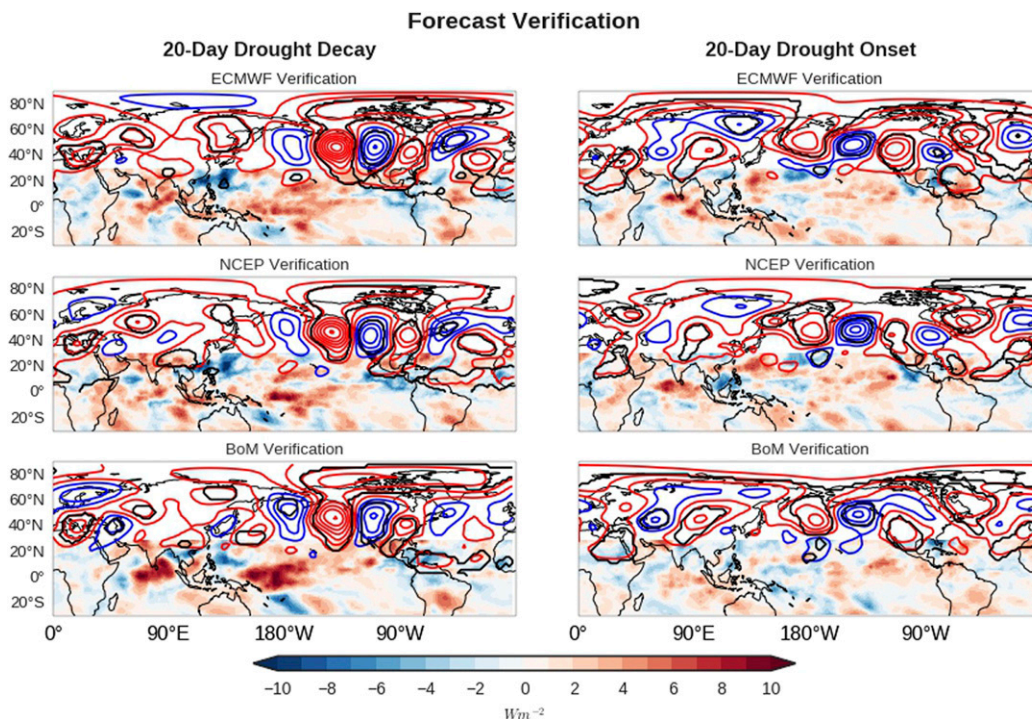 Forecast Verification
20-Day Drought Decay
20-Day Drought Onset
ECMWF Verification
ECMWF Verification
80°N
60°N
40°N
20°N
0°
20°S
NCEP Verification
NCEP Verification
80°N
60°N
40°N
20°N
0°
20°S
BoM Verification
BoM Verification
80°N
60°N
40°N
20°N
0°
20°S
0° 90°E 180°W 90°W
0° 90°E 180°W 90°W
−10 −8 −6 −4 −2 0 2 4 6 8 10
Wm⁻²